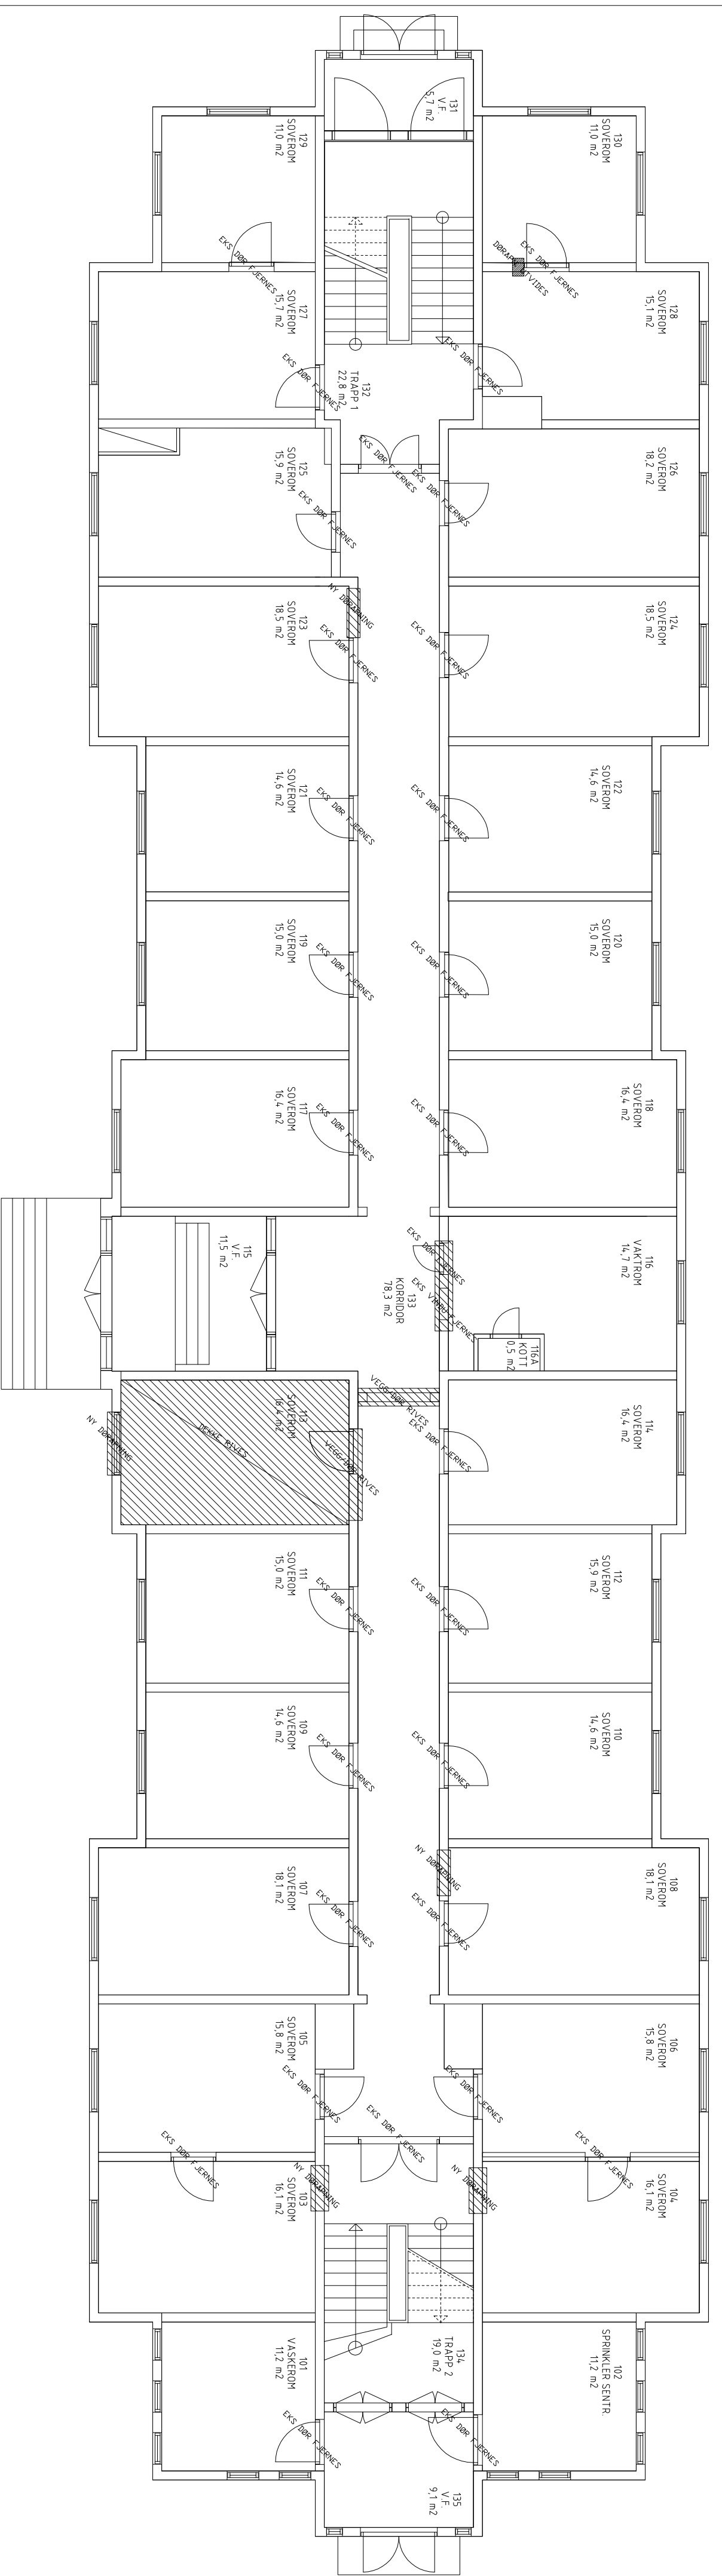 131
V.F.
5,7 m2
129
SOVEROM
11,0 m2
130
SOVEROM
11,0 m2
EKS DØR FJERNES
EKS DØR FJERNES
127
SOVEROM
15,7 m2
128
SOVEROM
15,1 m2
EKS DØR FJERNES
EKS DØR FJERNES
132
TRAPP 1
22,8 m2
EKS DØR FJERNES
125
SOVEROM
15,9 m2
126
SOVEROM
18,2 m2
EKS DØR FJERNES
EKS DØR FJERNES
NY DØRÅPNING
123
SOVEROM
18,5 m2
124
SOVEROM
18,5 m2
EKS DØR FJERNES
EKS DØR FJERNES
121
SOVEROM
14,6 m2
122
SOVEROM
14,6 m2
EKS DØR FJERNES
EKS DØR FJERNES
119
SOVEROM
15,0 m2
120
SOVEROM
15,0 m2
EKS DØR FJERNES
EKS DØR FJERNES
117
SOVEROM
16,4 m2
118
SOVEROM
16,4 m2
EKS DØR FJERNES
EKS DØR FJERNES
115
V.F.
11,5 m2
116
VAKTROM
14,7 m2
EKS DØR FJERNES
EKS VINDU FJERNES
133
KORRIDOR
78,3 m2
116A
KOTT
0,5 m2
VEGG/DØR RIVES
113
SOVEROM
16,4 m2
114
SOVEROM
16,4 m2
DEKKE RIVES
NY DØRÅPNING
VEGG/DØR RIVES
EKS DØR FJERNES
111
SOVEROM
15,0 m2
112
SOVEROM
15,9 m2
EKS DØR FJERNES
EKS DØR FJERNES
109
SOVEROM
14,6 m2
110
SOVEROM
14,6 m2
EKS DØR FJERNES
EKS DØR FJERNES
NY DØRÅPNING
107
SOVEROM
18,1 m2
108
SOVEROM
18,1 m2
EKS DØR FJERNES
EKS DØR FJERNES
105
SOVEROM
15,8 m2
106
SOVEROM
15,8 m2
EKS DØR FJERNES
EKS DØR FJERNES
EKS DØR FJERNES
EKS DØR FJERNES
EKS DØR FJERNES
NY DØRÅPNING
NY DØRÅPNING
103
SOVEROM
16,1 m2
104
SOVEROM
16,1 m2
134
TRAPP 2
19,0 m2
101
VASKEROM
11,2 m2
102
SPRINKLER SENTR.
11,2 m2
EKS DØR FJERNES
EKS DØR FJERNES
135
V.F.
9,1 m2